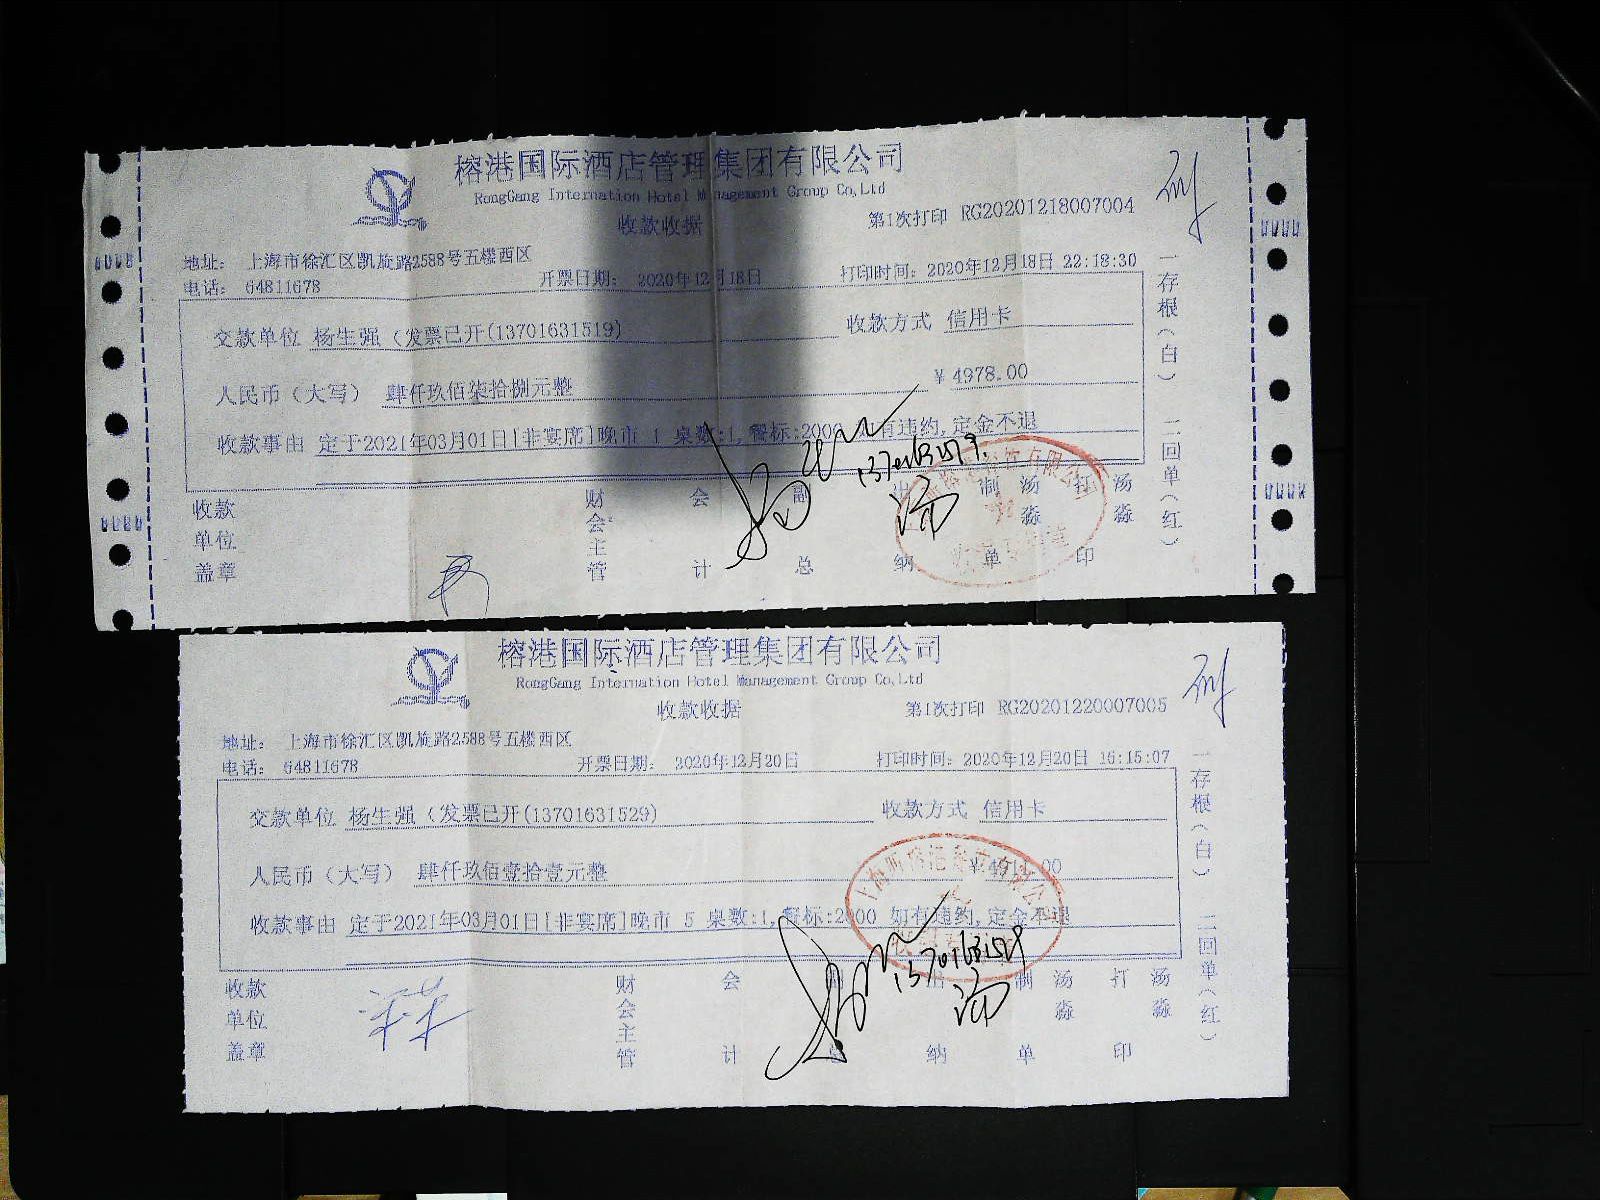 榕港国际酒店管理集团有限公司
RongGang International Hotel Management Group Co,Ltd
收款收据
第1次打印 RG20201218007004
地址： 上海市徐汇区凯旋路2588号五楼西区
电话： 64811678
开票日期： 2020年12月18日
打印时间：2020年12月18日 22:18:30
交款单位 杨生强（发票已开(13701631519)
收款方式 信用卡
人民币（大写） 肆仟玖佰柒拾捌元整
￥4978.00
收款事由 定于2021年03月01日[非宴席]晚市 1 桌数:1,餐标:2000 如有违约,定金不退
收款单位盖章
财会主管
会计
副总
出纳
制单
汤淼
打印
汤淼
一存根（白） 二回单（红）
榕港国际酒店管理集团有限公司
RongGang International Hotel Management Group Co,Ltd
收款收据
第1次打印 RG20201220007005
地址： 上海市徐汇区凯旋路2588号五楼西区
电话： 64811678
开票日期： 2020年12月20日
打印时间：2020年12月20日 16:15:07
交款单位 杨生强（发票已开(13701631529)
收款方式 信用卡
人民币（大写） 肆仟玖佰壹拾壹元整
￥4911.00
收款事由 定于2021年03月01日[非宴席]晚市 5 桌数:1,餐标:2000 如有违约,定金不退
收款单位盖章
财会主管
会计
出纳
制单
汤淼
打印
汤淼
一存根（白） 二回单（红）